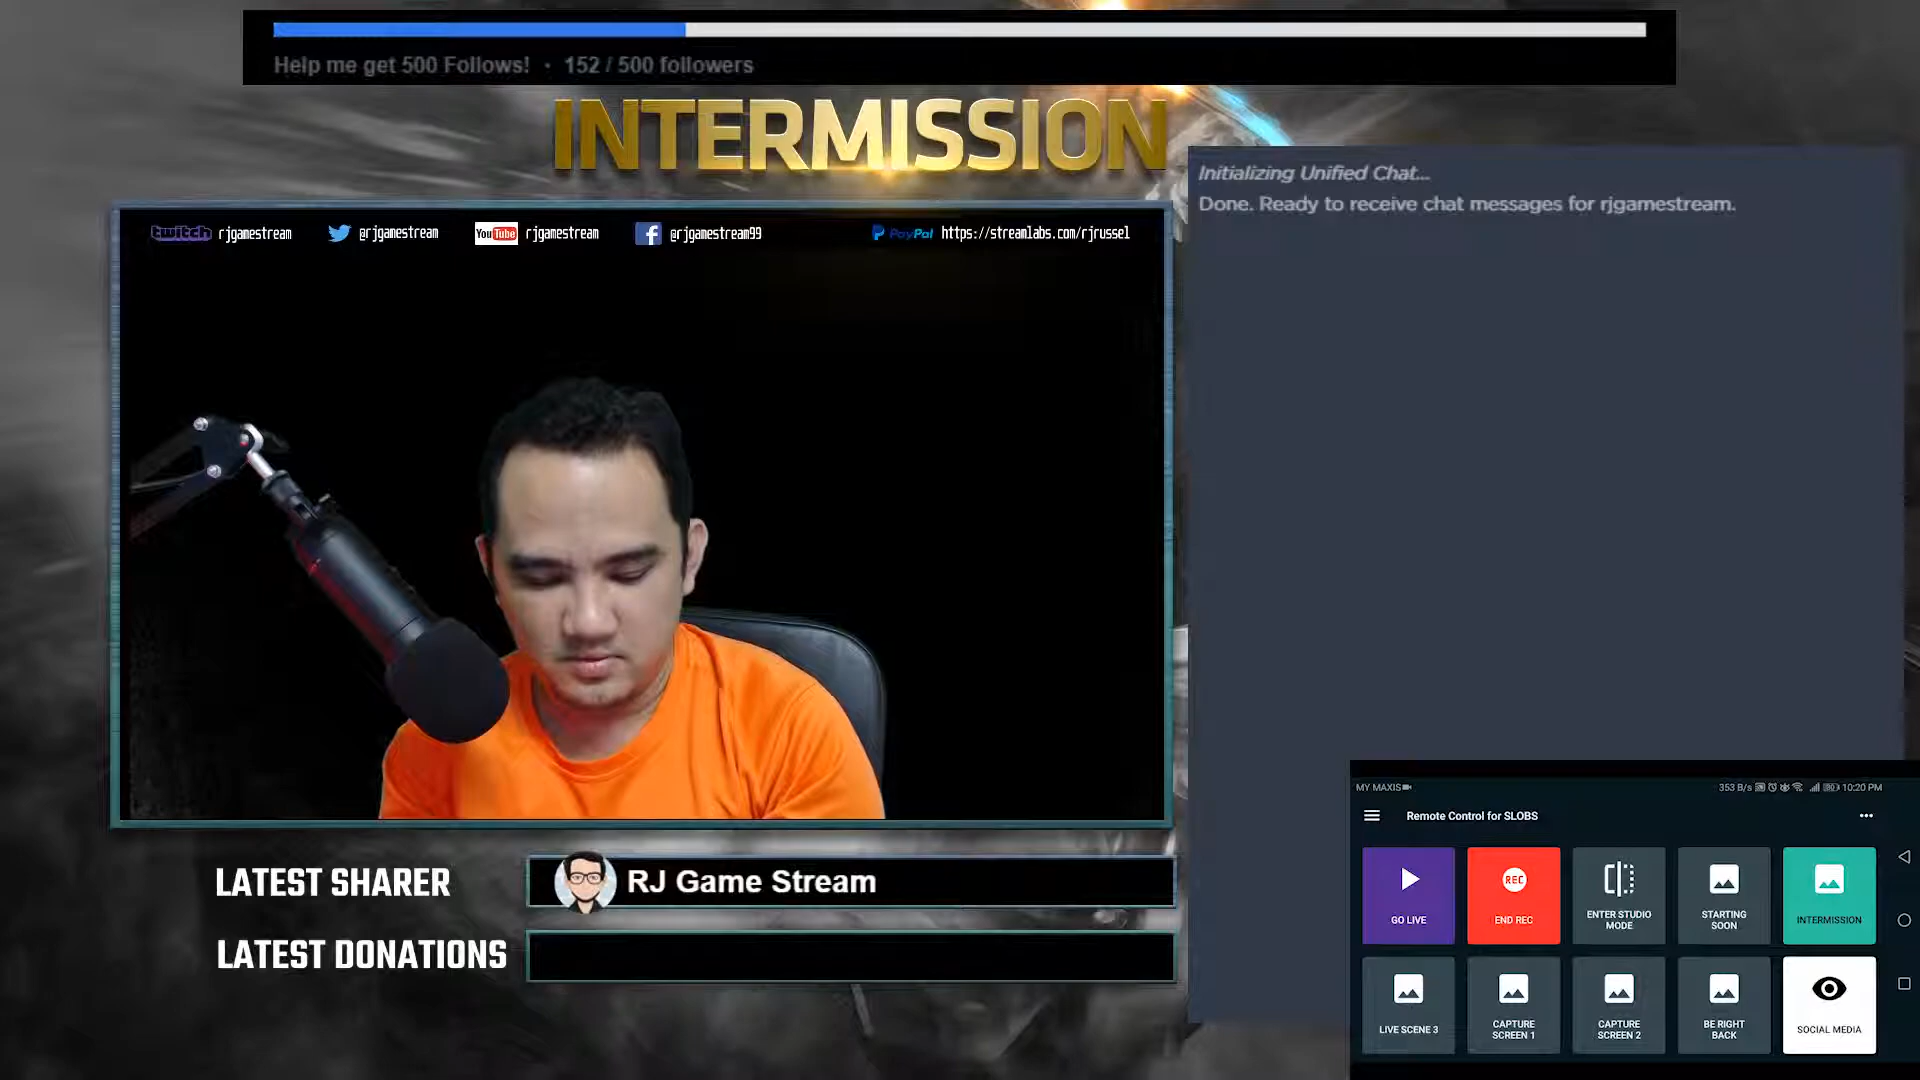 Help me get 500 Follows! · 152 / 500 followers
INTERMISSION
Initializing Unified Chat...
Done. Ready to receive chat messages for rjgamestream.
twitch rjgamestream @rjgamestream YouTube rjgamestream @rjgamestream99 PayPal https://streamlabs.com/rjrussel
LATEST SHARER RJ Game Stream
LATEST DONATIONS
MY MAXIS 353 B/s 10:20 PM
Remote Control for SLOBS
GO LIVE
REC
END REC
ENTER STUDIO
MODE
STARTING
SOON
INTERMISSION
LIVE SCENE 3
CAPTURE
SCREEN 1
CAPTURE
SCREEN 2
BE RIGHT
BACK
SOCIAL MEDIA